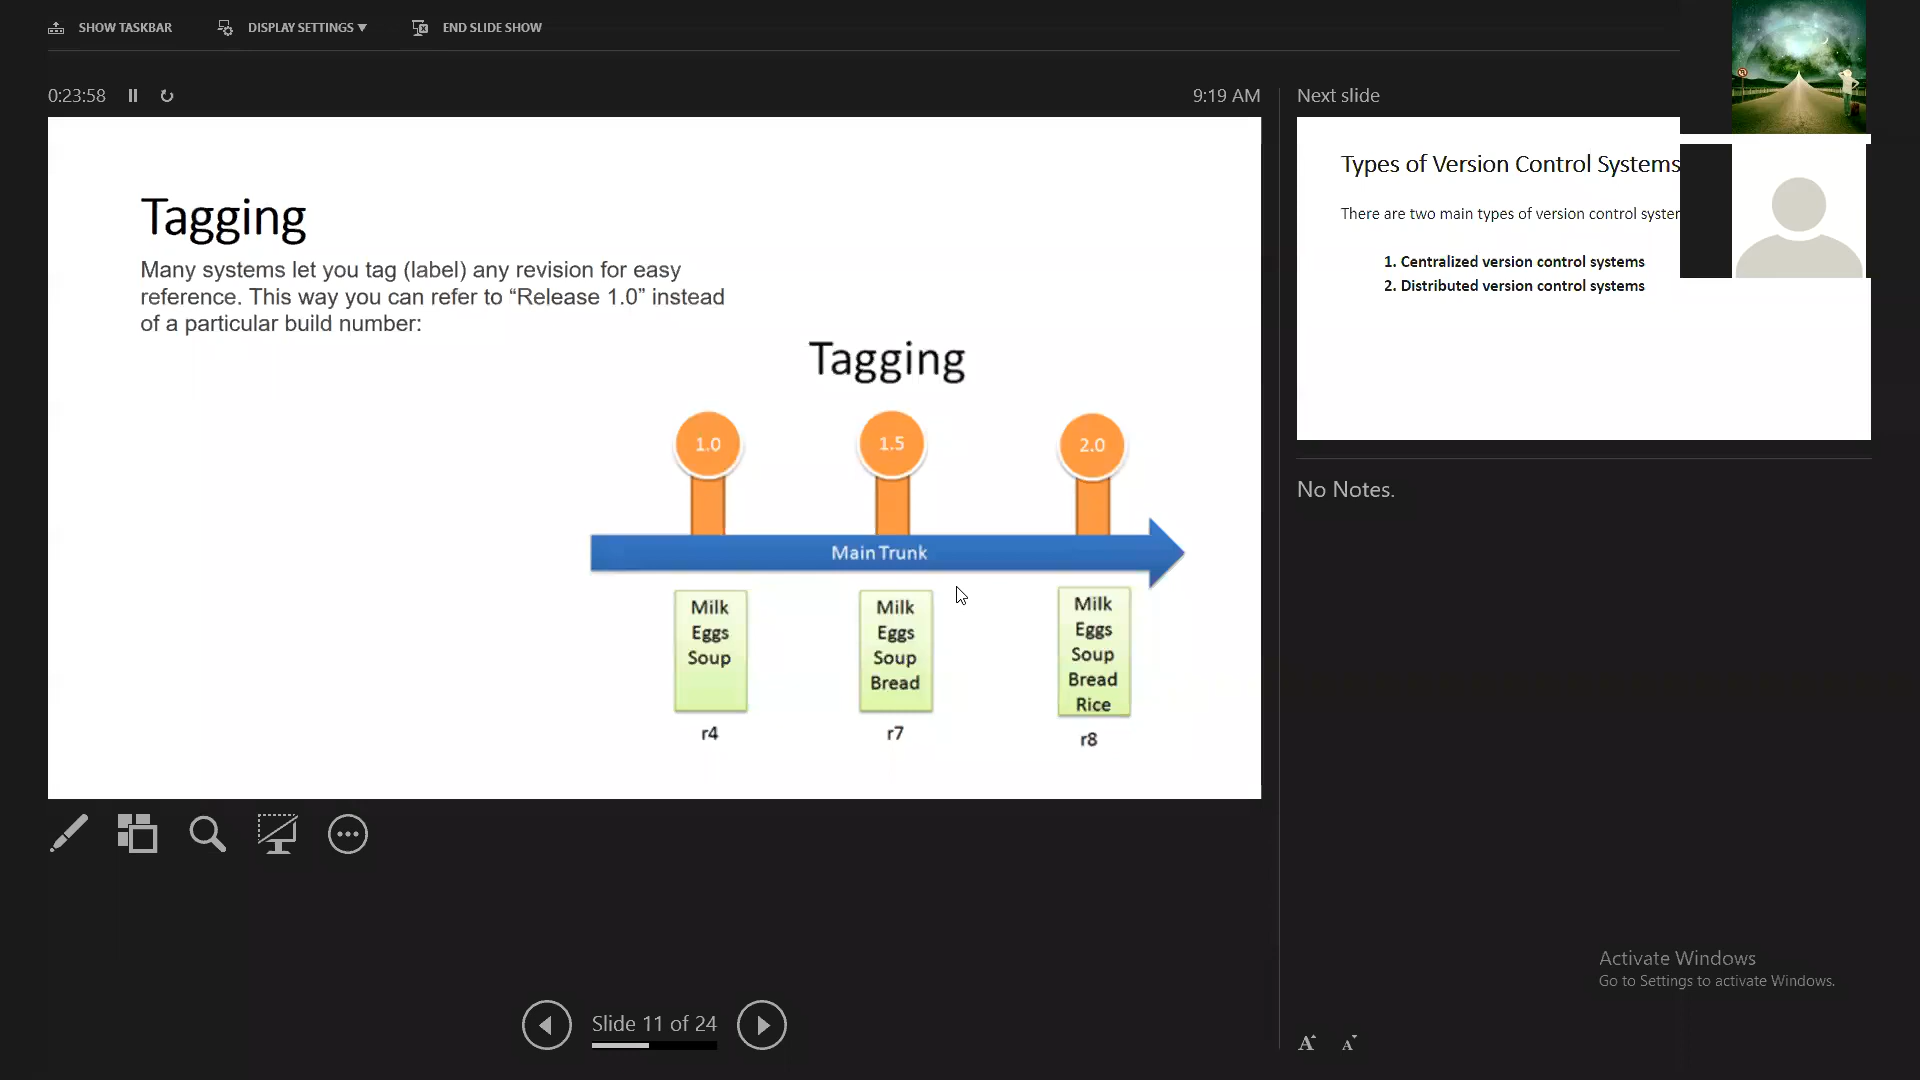 SHOW TASKBAR
DISPLAY SETTINGS
END SLIDE SHOW
0:23:58
9:19 AM
Tagging
Many systems let you tag (label) any revision for easy
reference. This way you can refer to “Release 1.0” instead
of a particular build number:
Tagging
1.0
1.5
2.0
Main Trunk
Milk
Eggs
Soup
r4
Milk
Eggs
Soup
Bread
r7
Milk
Eggs
Soup
Bread
Rice
r8
Slide 11 of 24
Next slide
Types of Version Control Systems
There are two main types of version control syster
1. Centralized version control systems
2. Distributed version control systems
No Notes.
Activate Windows
Go to Settings to activate Windows.
A
A